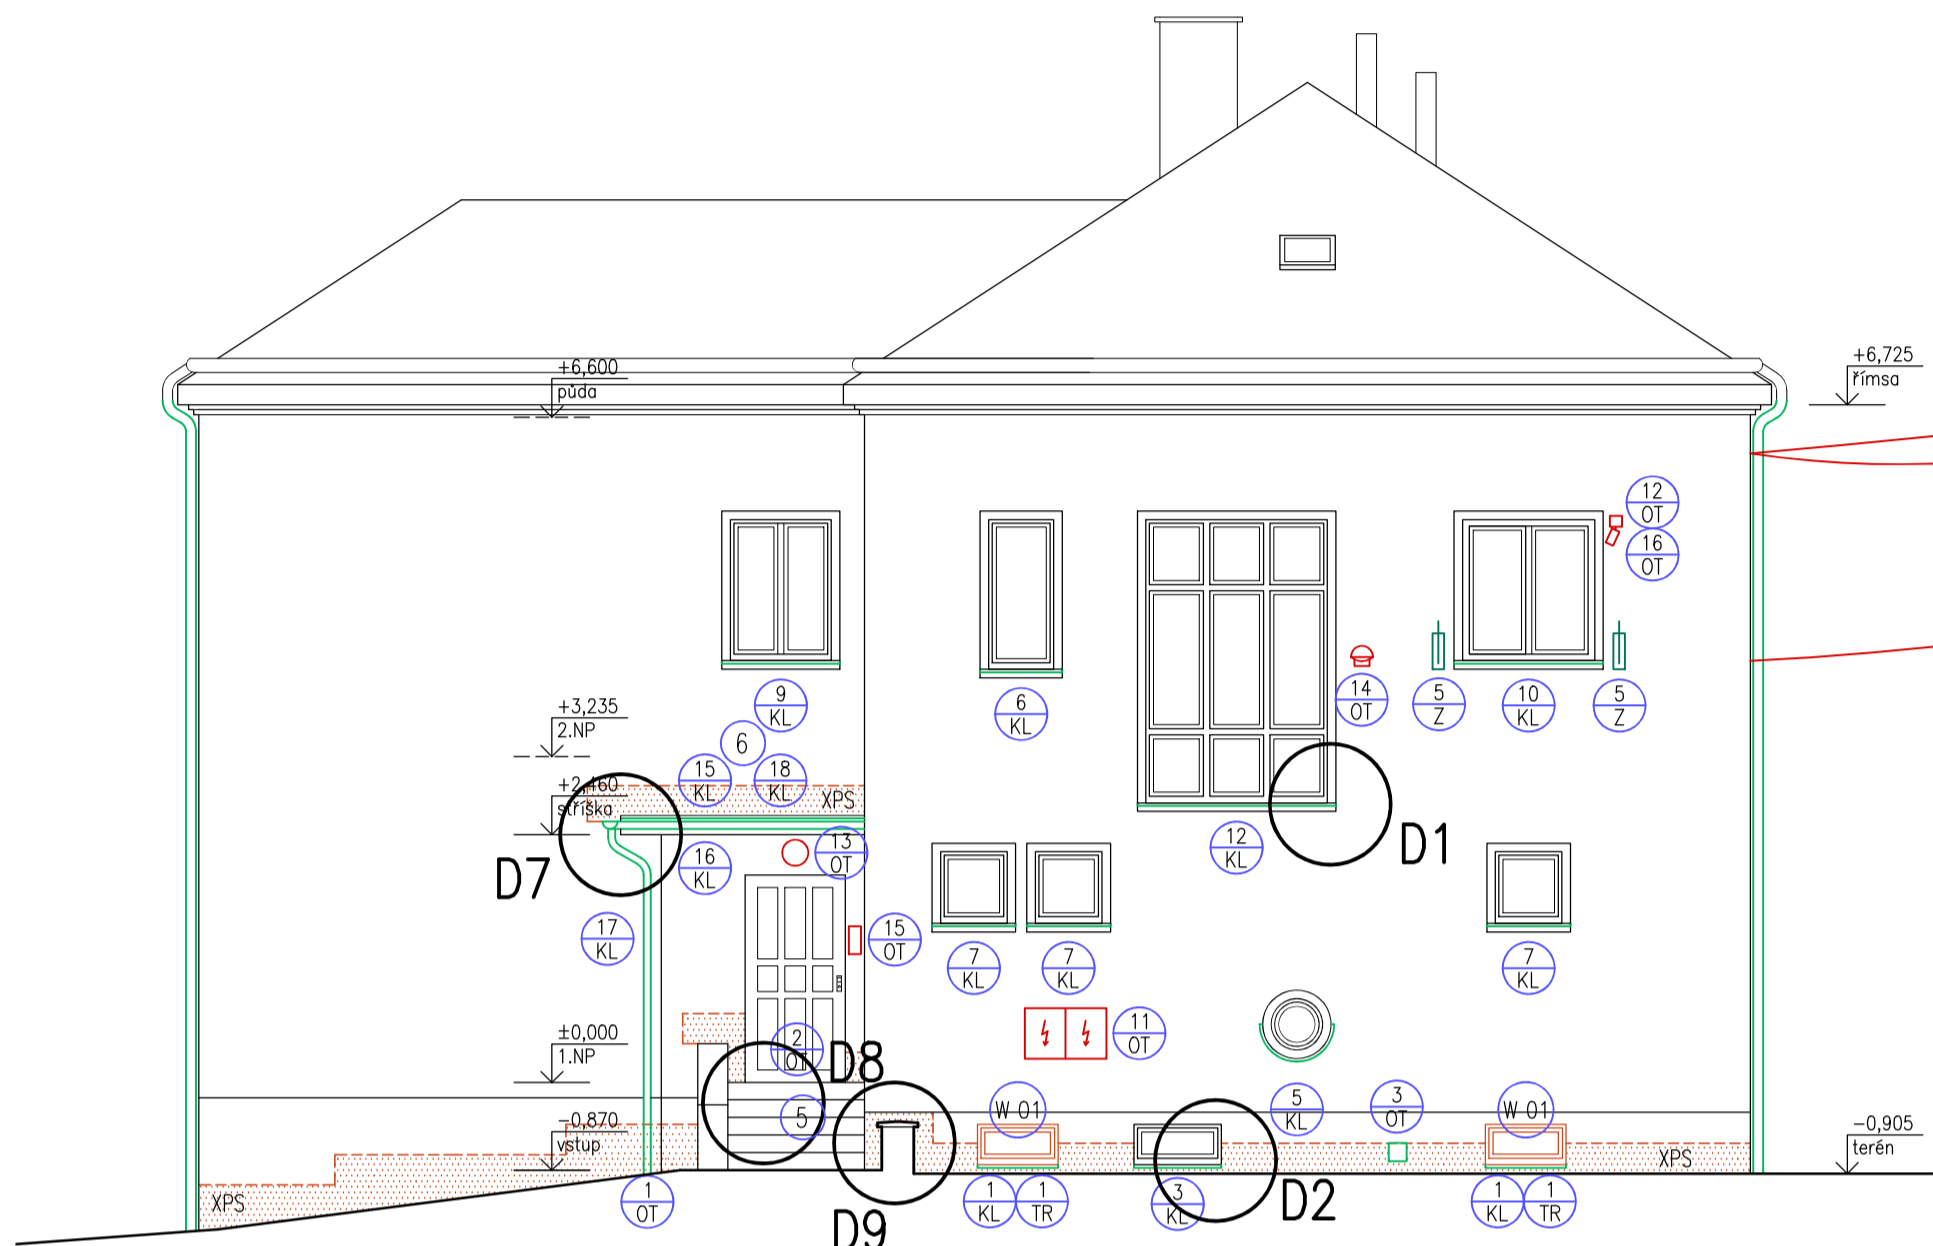 +6,600
půda
+6,725
římsa
12
OT
16
OT
9
KL
6
KL
14
OT
5
Z
10
KL
5
Z
+3,235
2.NP
6
15
KL
18
KL
+2,460
stříška
XPS
D7
16
KL
13
OT
12
KL
D1
17
KL
15
OT
7
KL
7
KL
7
KL
±0,000
1.NP
2
OT
D8
11
OT
5
W 01
5
KL
3
OT
W 01
-0,870
vstup
-0,905
terén
XPS
XPS
1
OT
D9
1
KL
1
TR
3
KL
D2
1
KL
1
TR